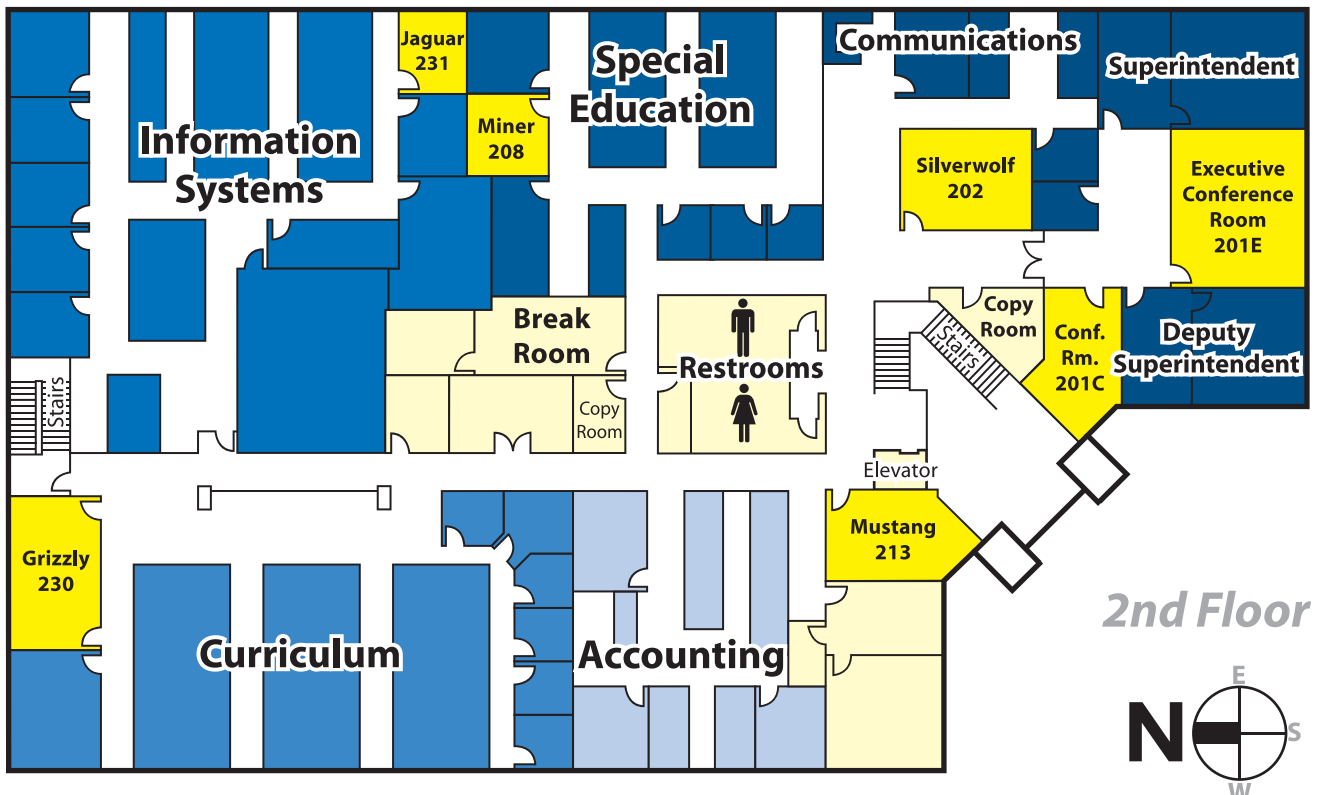 Jaguar
231
Special
Education
Communications
Superintendent
Information
Systems
Miner
208
Silverwolf
202
Executive
Conference
Room
201E
Break
Room
Restrooms
Stairs
Copy
Room
Conf.
Rm.
201C
Deputy
Superintendent
Stairs
Copy
Room
Elevator
Grizzly
230
Mustang
213
Curriculum
Accounting
2nd Floor
E
N
S
W